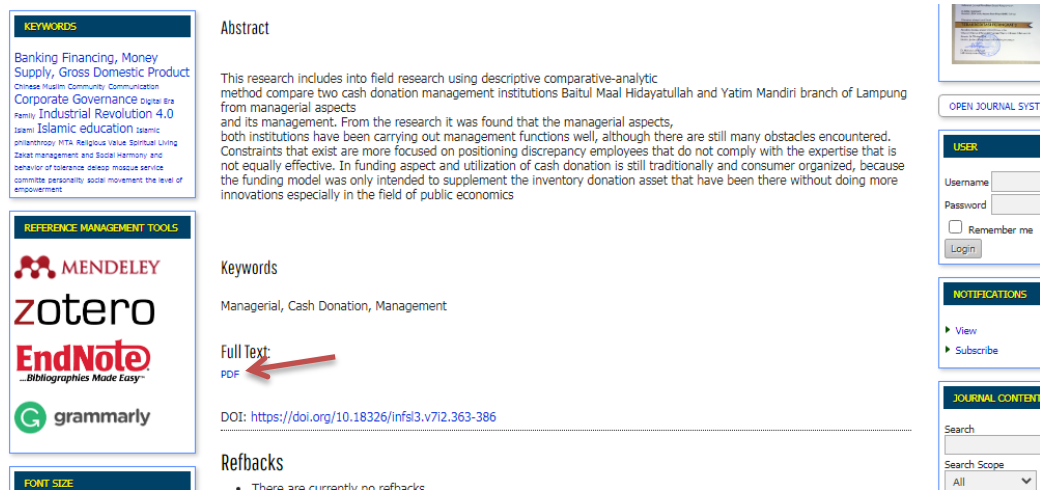 KEYWORDS
Banking Financing, Money
Supply, Gross Domestic Product
Chinese Muslim Community Communication
Corporate Governance Digital Era
Family Industrial Revolution 4.0
Islami Islamic education Islamic
philanthropy MTA Religious Value Spiritual Living
Zakat management and Social Harmony and
behavior of tolerance delesp mosque service
committe personality social movement the level of
empowerment
REFERENCE MANAGEMENT TOOLS
MENDELEY
zotero
EndNote
...Bibliographies Made Easy™
grammarly
FONT SIZE
Abstract
This research includes into field research using descriptive comparative-analytic
method compare two cash donation management institutions Baitul Maal Hidayatullah and Yatim Mandiri branch of Lampung
from managerial aspects
and its management. From the research it was found that the managerial aspects,
both institutions have been carrying out management functions well, although there are still many obstacles encountered.
Constraints that exist are more focused on positioning discrepancy employees that do not comply with the expertise that is
not equally effective. In funding aspect and utilization of cash donation is still traditionally and consumer organized, because
the funding model was only intended to supplement the inventory donation asset that have been there without doing more
innovations especially in the field of public economics
Keywords
Managerial, Cash Donation, Management
Full Text:
PDF
DOI: https://doi.org/10.18326/infsl3.v7i2.363-386
Refbacks
• There are currently no refbacks
OPEN JOURNAL SYST
USER
Username
Password
Remember me
Login
NOTIFICATIONS
View
Subscribe
JOURNAL CONTENT
Search
Search Scope
All